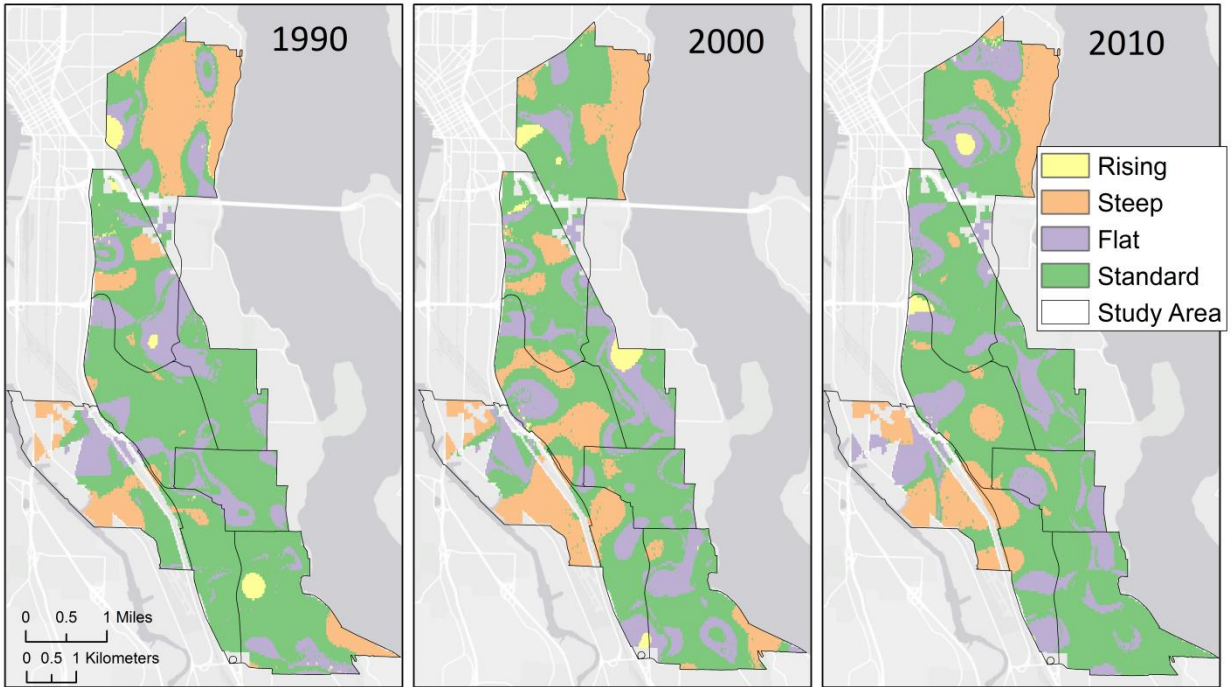 1990
2000
2010
Rising
Steep
Flat
Standard
Study Area
0 0.5 1 Miles
0 0.5 1 Kilometers